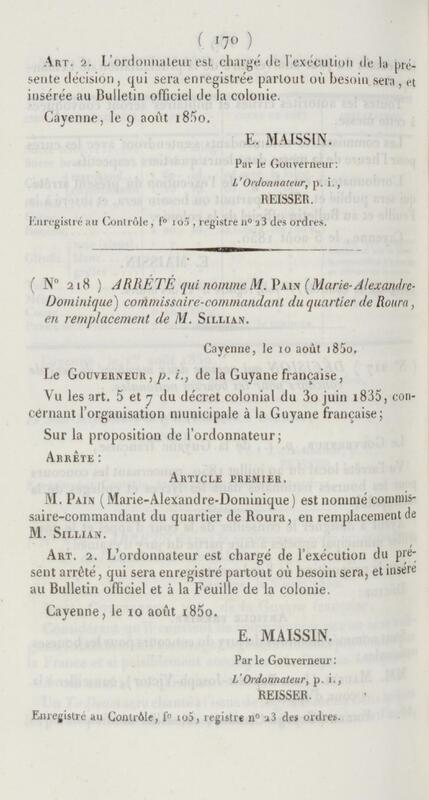 ( 170 )
ART. 2. L'ordonnateur est chargé de l'exécution de la pré-
sente décision, qui sera enregistrée partout où besoin sera, et
insérée au Bulletin officiel de la colonie.
Cayenne, le 9 août 1850.
E. MAISSIN.
Par le Gouverneur:
L'Ordonnateur, p. i.,
REISSER.
Enregistré au Contrôle, f° 105, registre n° 23 des ordres.
( N° 218 ) ARRÊTÉ qui nomme M. PAIN (Marie-Alexandre-
Dominique) commissaire-commandant du quartier de Roura,
en remplacement de M. SILLIAN.
Cayenne, le 10 août 1850.
Le GOUVERNEUR, p. i., de la Guyane française,
Vu les art. 5 et 7 du décret colonial du 30 juin 1835, con-
cernant l'organisation municipale à la Guyane française;
Sur la proposition de l'ordonnateur;
ARRÊTE:
ARTICLE PREMIER.
M. PAIN (Marie-Alexandre-Dominique) est nommé commis-
saire-commandant du quartier de Roura, en remplacement de
M. SILLIAN.
ART. 2. L'ordonnateur est chargé de l'exécution du pré-
sent arrêté, qui sera enregistré partout où besoin sera, et inséré
au Bulletin officiel et à la Feuille de la colonie.
Cayenne, le 10 août 1850.
E. MAISSIN.
Par le Gouverneur:
L'Ordonnateur, p. i.,
REISSER.
Enregistré au Contrôle, f° 105, registre n° 23 des ordres.